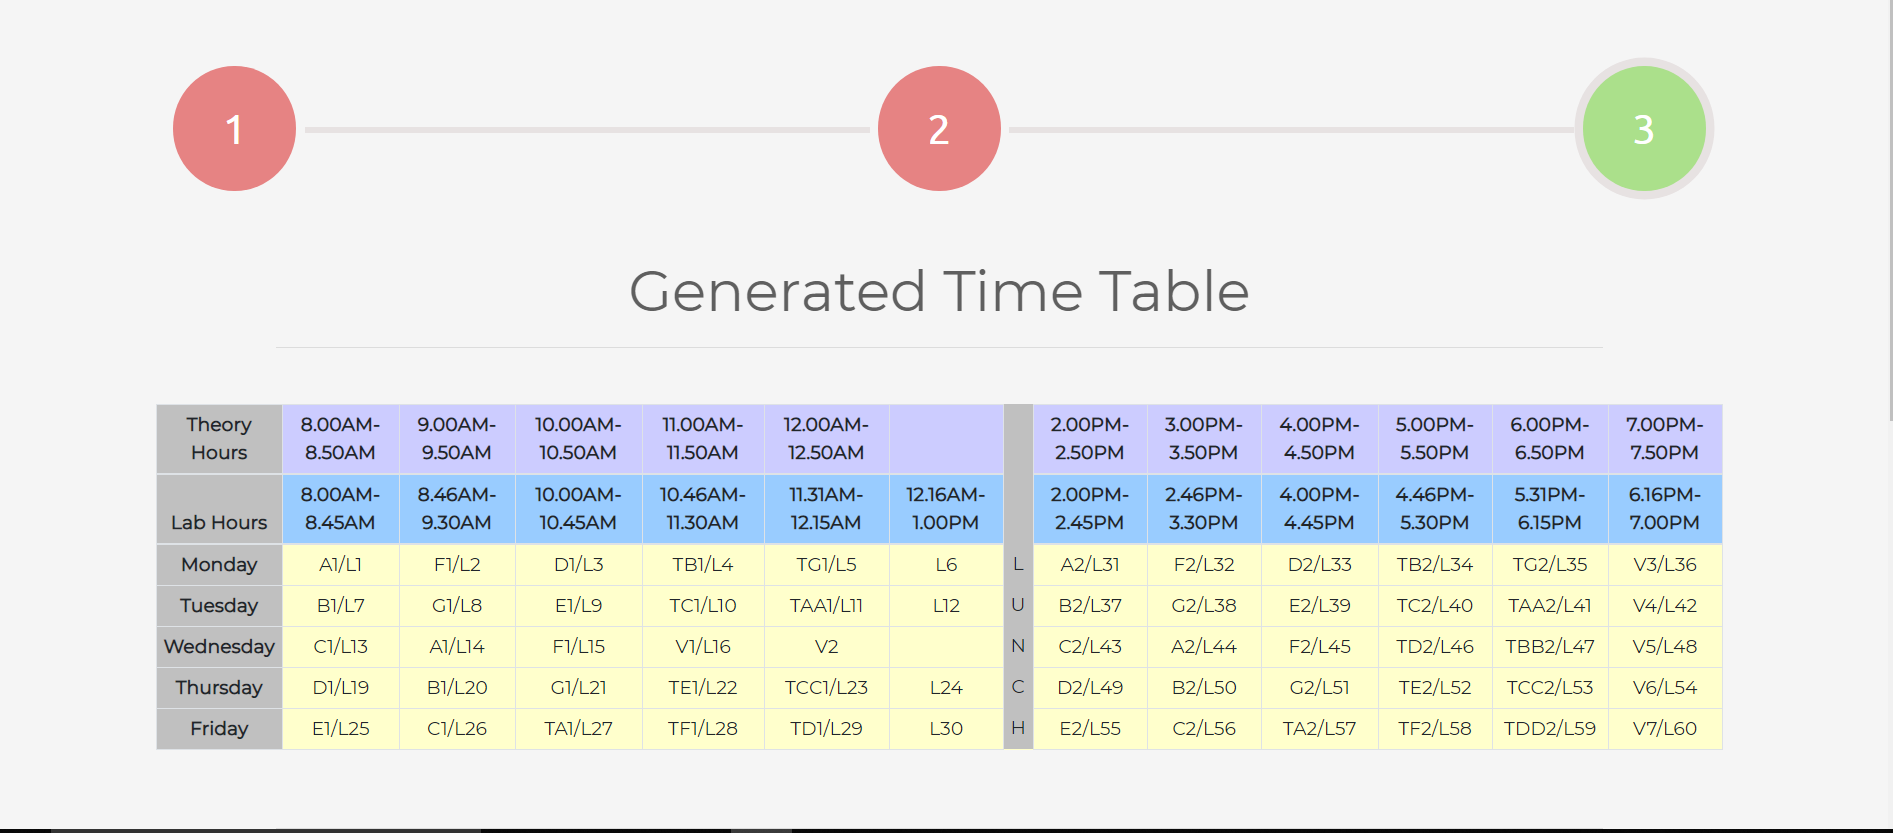 1 2 3
Generated Time Table
Theory Hours 8.00AM-8.50AM 9.00AM-9.50AM 10.00AM-10.50AM 11.00AM-11.50AM 12.00AM-12.50AM 2.00PM-2.50PM 3.00PM-3.50PM 4.00PM-4.50PM 5.00PM-5.50PM 6.00PM-6.50PM 7.00PM-7.50PM
Lab Hours 8.00AM-8.45AM 8.46AM-9.30AM 10.00AM-10.45AM 10.46AM-11.30AM 11.31AM-12.15AM 12.16AM-1.00PM 2.00PM-2.45PM 2.46PM-3.30PM 4.00PM-4.45PM 4.46PM-5.30PM 5.31PM-6.15PM 6.16PM-7.00PM
Monday A1/L1 F1/L2 D1/L3 TB1/L4 TG1/L5 L6 L A2/L31 F2/L32 D2/L33 TB2/L34 TG2/L35 V3/L36
Tuesday B1/L7 G1/L8 E1/L9 TC1/L10 TAA1/L11 L12 U B2/L37 G2/L38 E2/L39 TC2/L40 TAA2/L41 V4/L42
Wednesday C1/L13 A1/L14 F1/L15 V1/L16 V2 N C2/L43 A2/L44 F2/L45 TD2/L46 TBB2/L47 V5/L48
Thursday D1/L19 B1/L20 G1/L21 TE1/L22 TCC1/L23 L24 C D2/L49 B2/L50 G2/L51 TE2/L52 TCC2/L53 V6/L54
Friday E1/L25 C1/L26 TA1/L27 TF1/L28 TD1/L29 L30 H E2/L55 C2/L56 TA2/L57 TF2/L58 TDD2/L59 V7/L60